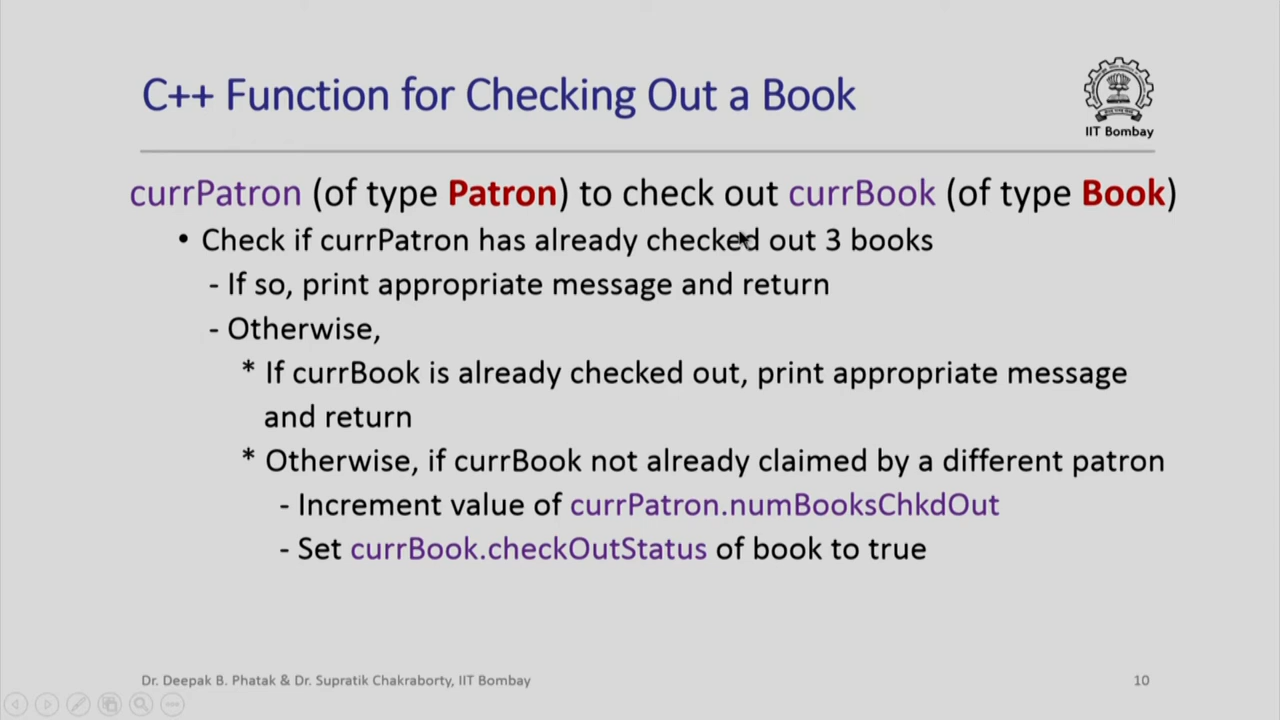 C++ Function for Checking Out a Book
IIT Bombay
currPatron (of type Patron) to check out currBook (of type Book)
• Check if currPatron has already checked out 3 books
- If so, print appropriate message and return
- Otherwise,
* If currBook is already checked out, print appropriate message
and return
* Otherwise, if currBook not already claimed by a different patron
- Increment value of currPatron.numBooksChkdOut
- Set currBook.checkOutStatus of book to true
Dr. Deepak B. Phatak & Dr. Supratik Chakraborty, IIT Bombay
10